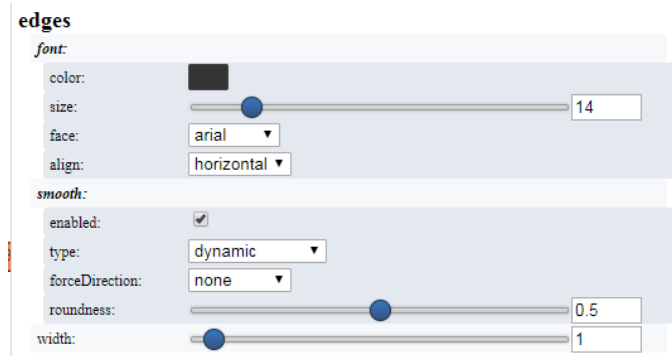 edges
font:
color:
size: 14
face: arial
align: horizontal
smooth:
enabled:
type: dynamic
forceDirection: none
roundness: 0.5
width: 1